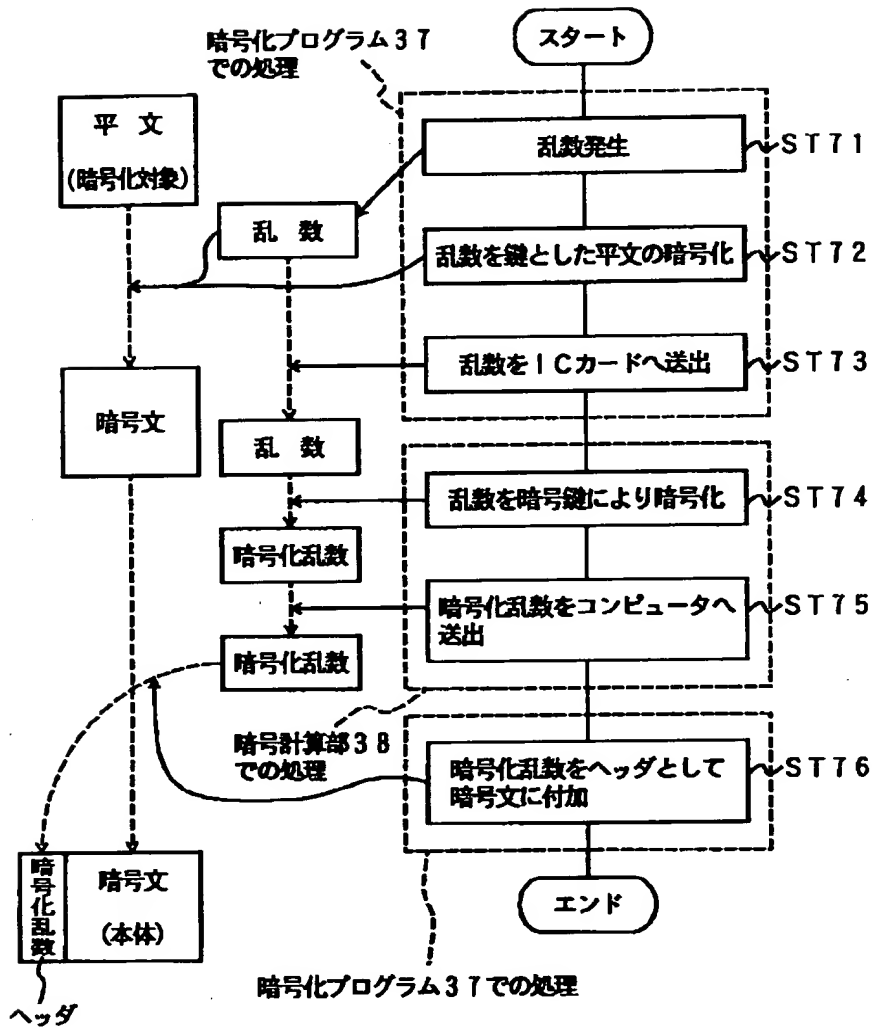 スタート
暗号化プログラム37
での処理
平 文
(暗号化対象)
乱数発生
ST71
乱 数
乱数を鍵とした平文の暗号化
ST72
乱数をICカードへ送出
ST73
暗号文
乱 数
乱数を暗号鍵により暗号化
ST74
暗号化乱数
暗号化乱数をコンピュータへ
送出
ST75
暗号化乱数
暗号計算部38
での処理
暗号化乱数をヘッダとして
暗号文に付加
ST76
暗号化乱数
暗号文
(本体)
エンド
暗号化プログラム37での処理
ヘッダ